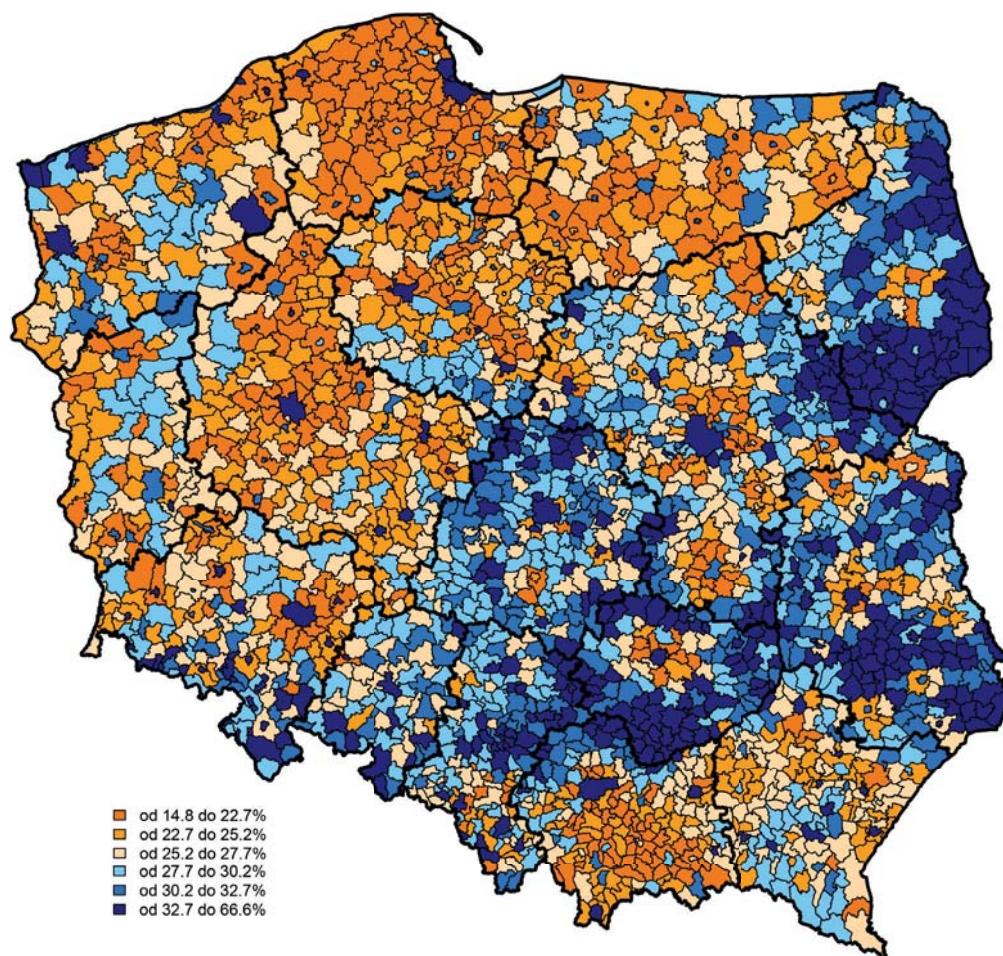 od 14.8 do 22.7%
od 22.7 do 25.2%
od 25.2 do 27.7%
od 27.7 do 30.2%
od 30.2 do 32.7%
od 32.7 do 66.6%